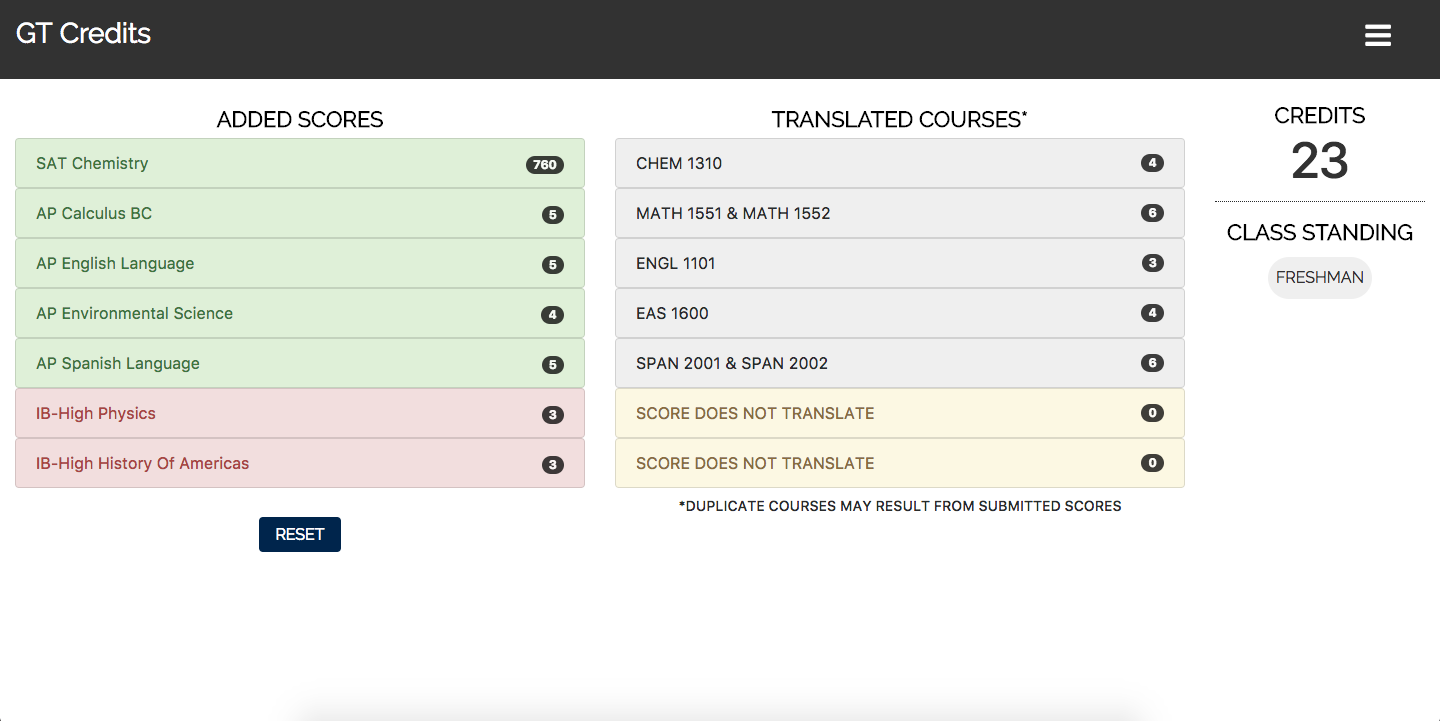 GT Credits
ADDED SCORES
SAT Chemistry 760
AP Calculus BC 5
AP English Language 5
AP Environmental Science 4
AP Spanish Language 5
IB-High Physics 3
IB-High History Of Americas 3
RESET
TRANSLATED COURSES*
CHEM 1310 4
MATH 1551 & MATH 1552 6
ENGL 1101 3
EAS 1600 4
SPAN 2001 & SPAN 2002 6
SCORE DOES NOT TRANSLATE 0
SCORE DOES NOT TRANSLATE 0
*DUPLICATE COURSES MAY RESULT FROM SUBMITTED SCORES
CREDITS
23
CLASS STANDING
FRESHMAN